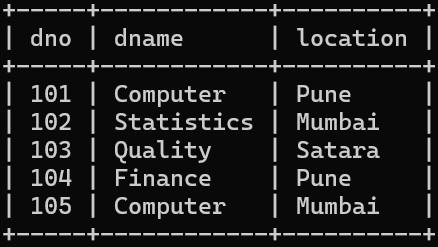 +-----+------------+----------+
| dno | dname      | location |
+-----+------------+----------+
| 101 | Computer   | Pune     |
| 102 | Statistics | Mumbai   |
| 103 | Quality    | Satara   |
| 104 | Finance    | Pune     |
| 105 | Computer   | Mumbai   |
+-----+------------+----------+